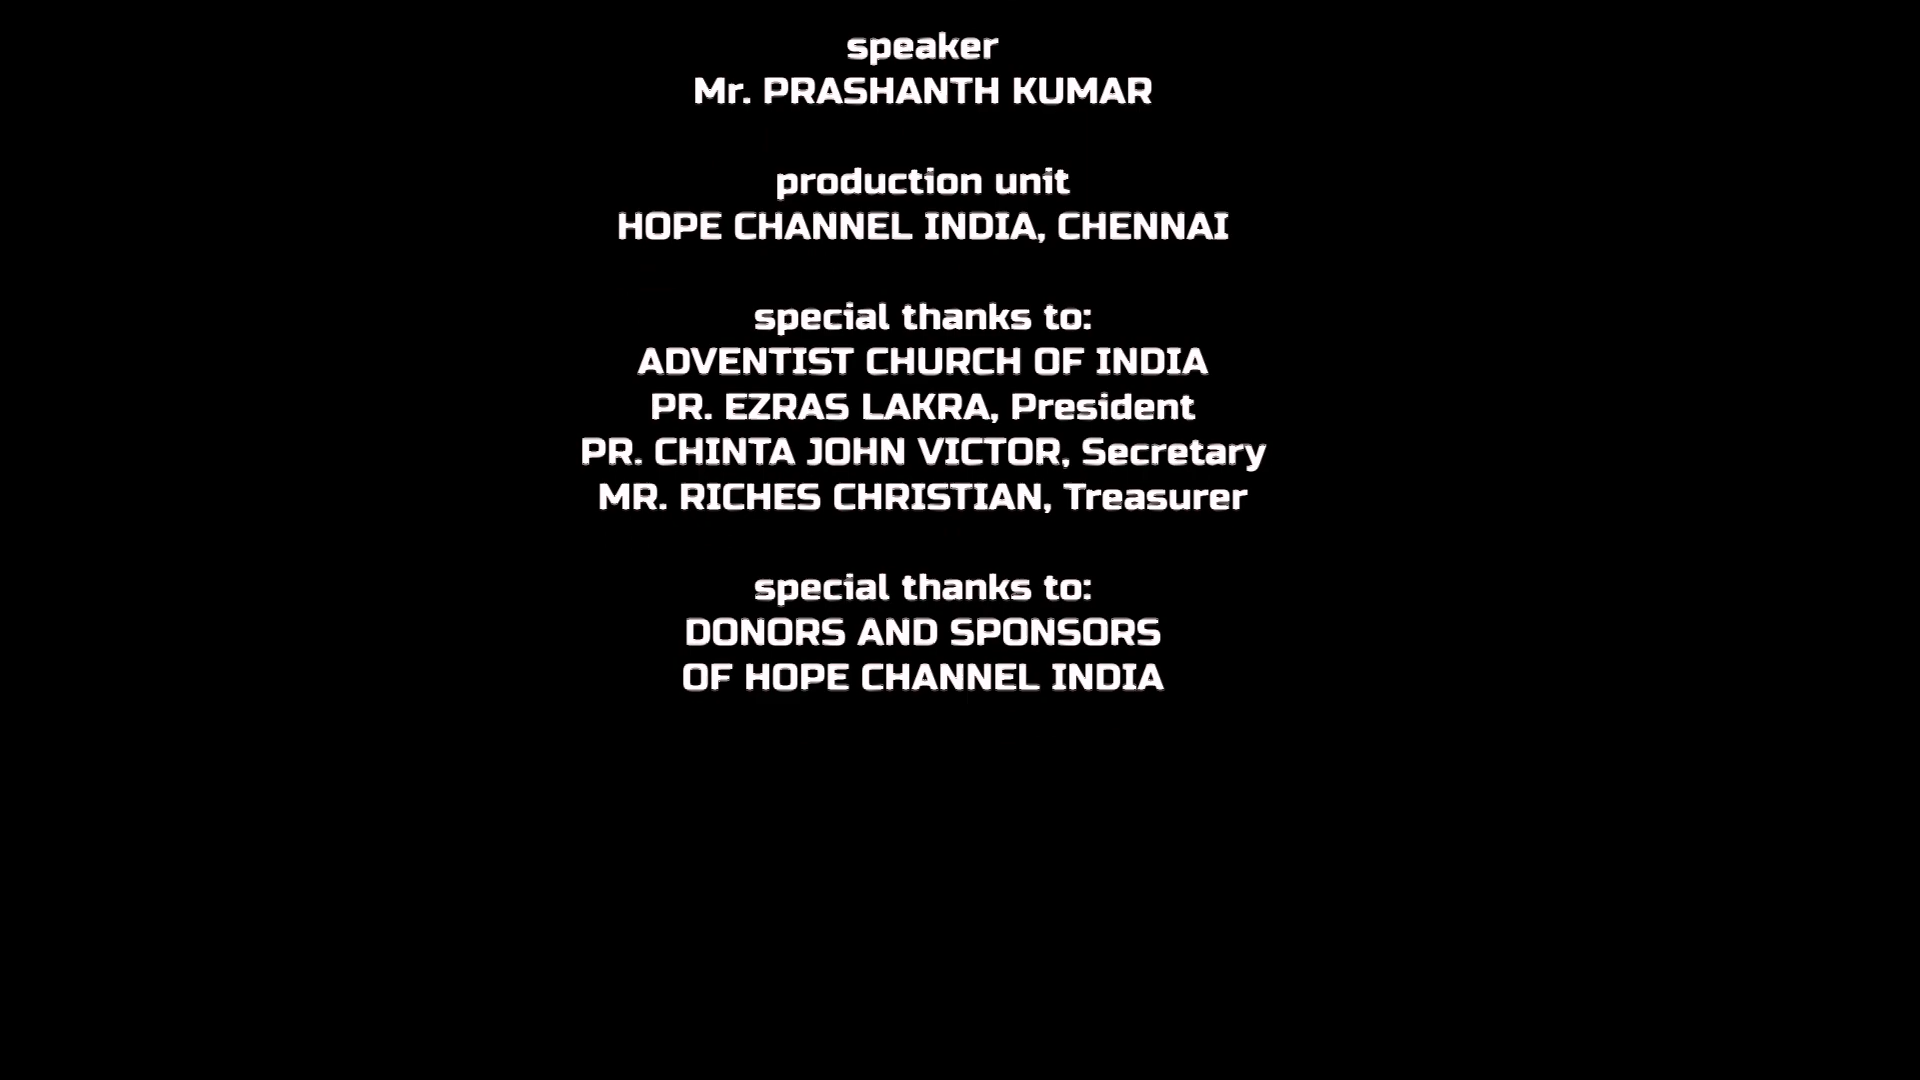 speaker
Mr. PRASHANTH KUMAR
production unit
HOPE CHANNEL INDIA, CHENNAI
special thanks to:
ADVENTIST CHURCH OF INDIA
PR. EZRAS LAKRA, President
PR. CHINTA JOHN VICTOR, Secretary
MR. RICHES CHRISTIAN, Treasurer
special thanks to:
DONORS AND SPONSORS
OF HOPE CHANNEL INDIA